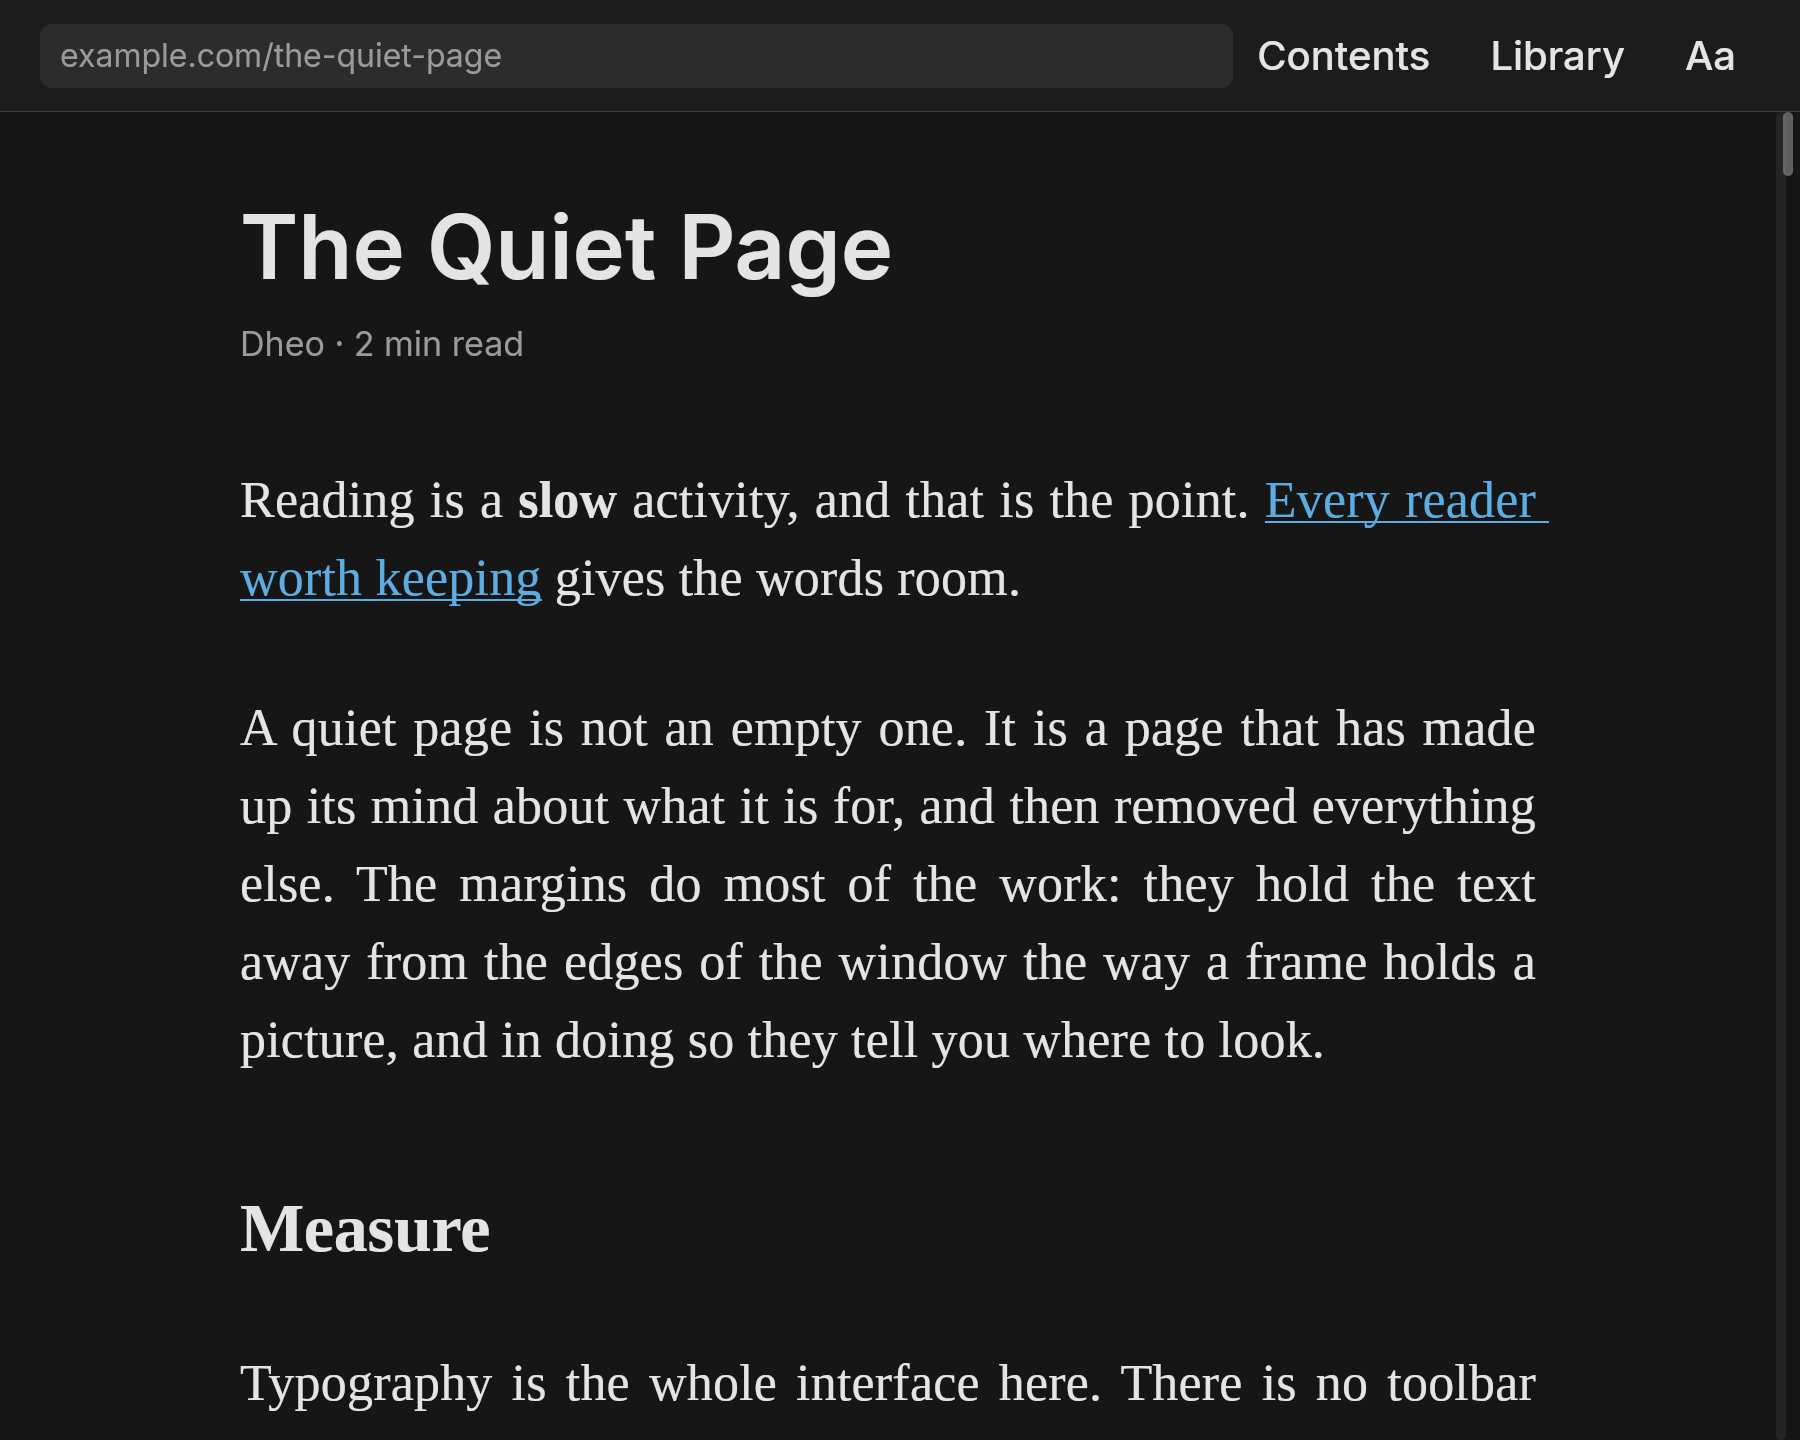 example.com/the-quiet-page
Contents
Library
Aa
The Quiet Page
Dheo · 2 min read
Reading is a slow activity, and that is the point. Every reader
worth keeping gives the words room.
A quiet page is not an empty one. It is a page that has made
up its mind about what it is for, and then removed everything
else. The margins do most of the work: they hold the text
away from the edges of the window the way a frame holds a
picture, and in doing so they tell you where to look.
Measure
Typography is the whole interface here. There is no toolbar